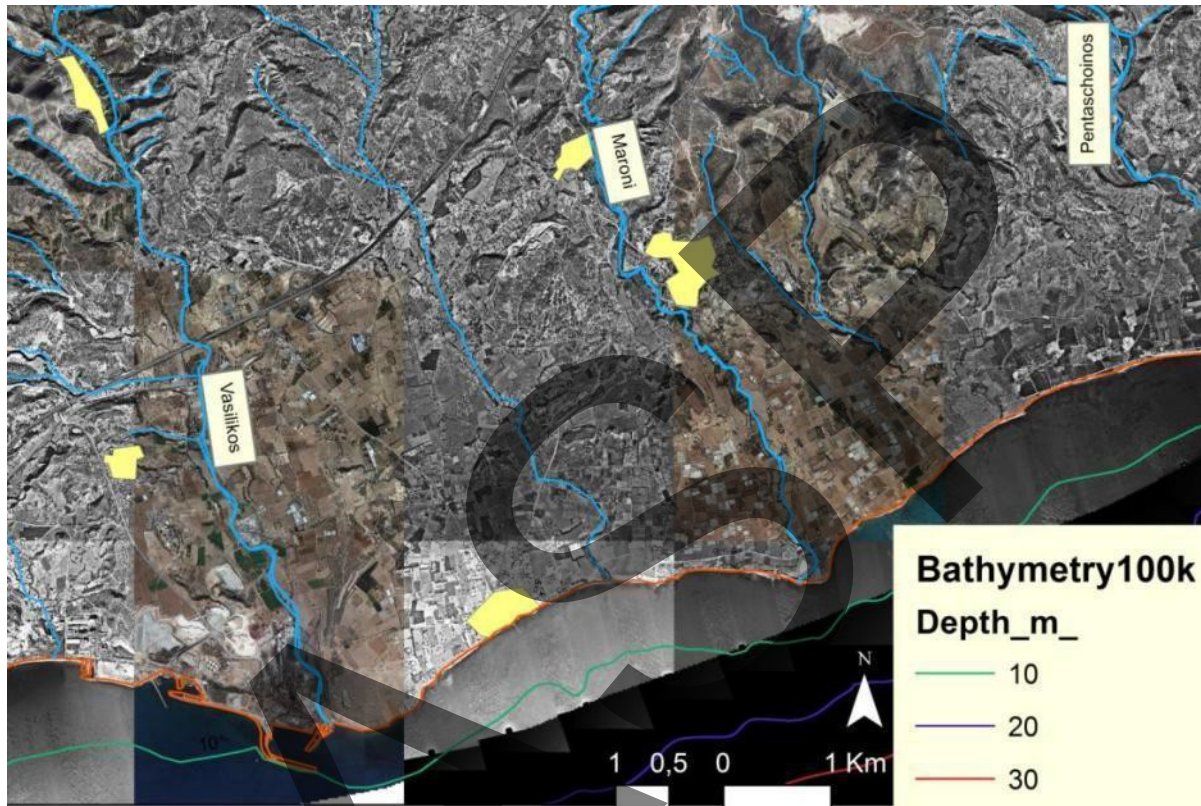 Pentaschoinos
Maroni
Vasilikos
10
Bathymetry100k
Depth_m_
10
20
30
N
1 0,5 0 1 Km